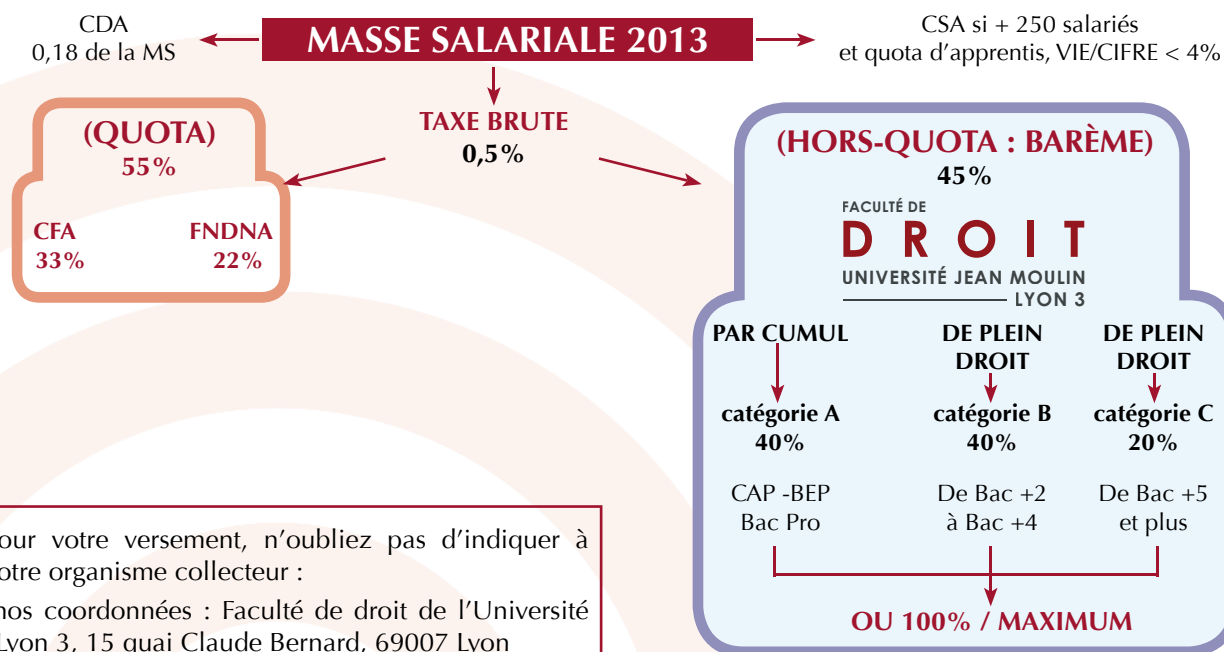 CDA
0,18 de la MS
MASSE SALARIALE 2013
CSA si + 250 salariés
et quota d'apprentis, VIE/CIFRE < 4%
TAXE BRUTE
0,5%
(QUOTA)
55%
CFA
33%
FNDNA
22%
(HORS-QUOTA : BARÈME)
45%
FACULTÉ DE
DROIT
UNIVERSITÉ JEAN MOULIN
LYON 3
PAR CUMUL
catégorie A
40%
CAP -BEP
Bac Pro
DE PLEIN
DROIT
catégorie B
40%
De Bac +2
à Bac +4
DE PLEIN
DROIT
catégorie C
20%
De Bac +5
et plus
OU 100% / MAXIMUM
our votre versement, n'oubliez pas d'indiquer à
otre organisme collecteur :
nos coordonnées : Faculté de droit de l'Université
Lyon 3, 15 quai Claude Bernard, 69007 Lyon